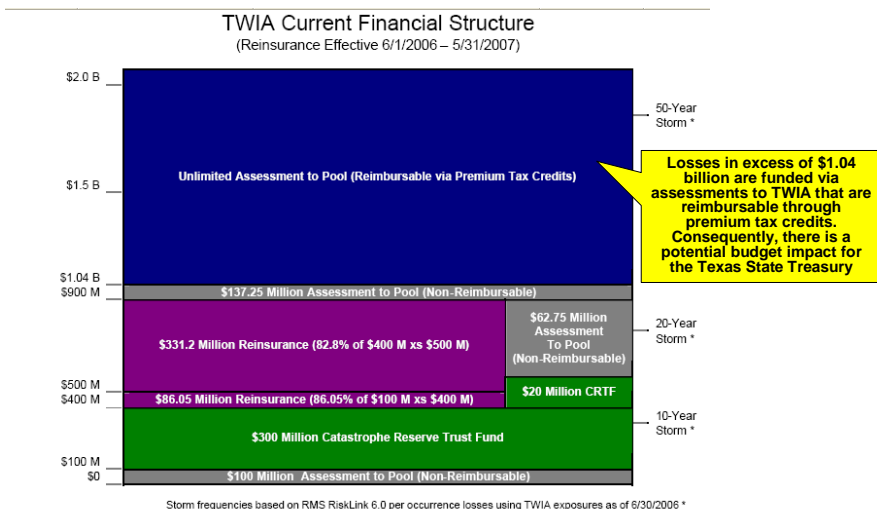 TWIA Current Financial Structure
(Reinsurance Effective 6/1/2006 – 5/31/2007)
$2.0 B
50-Year
Storm *
Unlimited Assessment to Pool (Reimbursable via Premium Tax Credits)
$1.5 B
Losses in excess of $1.04
billion are funded via
assessments to TWIA that are
reimbursable through
premium tax credits.
Consequently, there is a
potential budget impact for
the Texas State Treasury
$1.04 B
$900 M
$137.25 Million Assessment to Pool (Non-Reimbursable)
$331.2 Million Reinsurance (82.8% of $400 M xs $500 M)
$62.75 Million
Assessment
To Pool
(Non-Reimbursable)
20-Year
Storm *
$500 M
$400 M
$86.05 Million Reinsurance (86.05% of $100 M xs $400 M)
$20 Million CRTF
$300 Million Catastrophe Reserve Trust Fund
10-Year
Storm *
$100 M
$0
$100 Million Assessment to Pool (Non-Reimbursable)
Storm frequencies based on RMS RiskLink 6.0 per occurrence losses using TWIA exposures as of 6/30/2006 *